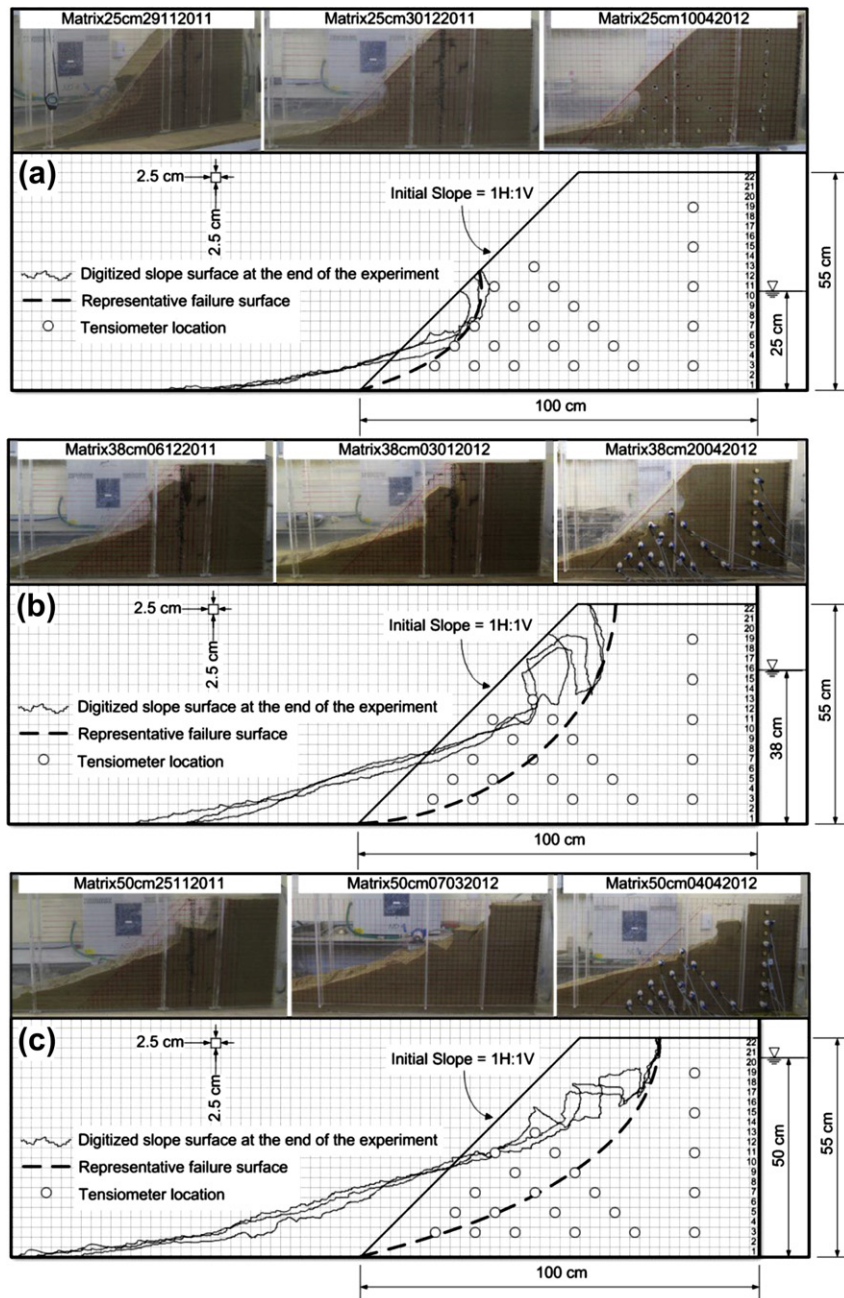 Matrix25cm29112011 Matrix25cm30122011 Matrix25cm10042012
(a)
2.5 cm
2.5 cm
Initial Slope = 1H:1V
Digitized slope surface at the end of the experiment
Representative failure surface
Tensiometer location
22
21
20
19
18
17
16
15
14
13
12
11
10
9
8
7
6
5
4
3
2
1
25 cm
55 cm
100 cm
Matrix38cm06122011 Matrix38cm03012012 Matrix38cm20042012
(b)
2.5 cm
2.5 cm
Initial Slope = 1H:1V
Digitized slope surface at the end of the experiment
Representative failure surface
Tensiometer location
22
21
20
19
18
17
16
15
14
13
12
11
10
9
8
7
6
5
4
3
2
1
38 cm
55 cm
100 cm
Matrix50cm25112011 Matrix50cm07032012 Matrix50cm04042012
(c)
2.5 cm
2.5 cm
Initial Slope = 1H:1V
Digitized slope surface at the end of the experiment
Representative failure surface
Tensiometer location
22
21
20
19
18
17
16
15
14
13
12
11
10
9
8
7
6
5
4
3
2
1
50 cm
55 cm
100 cm